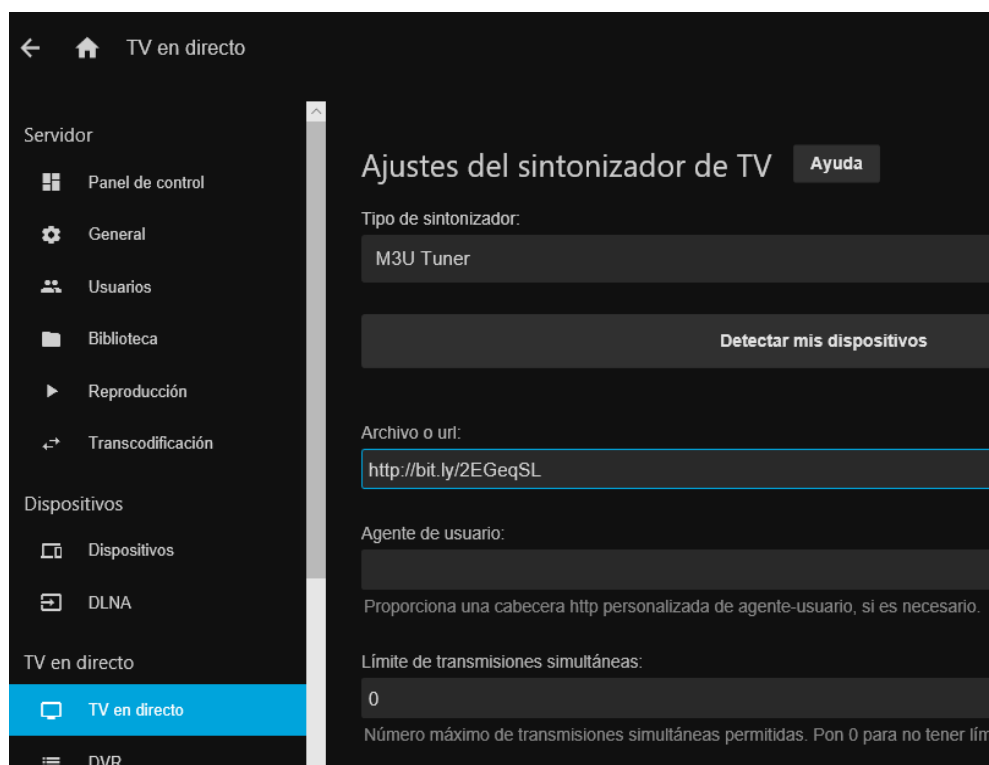 TV en directo
Servidor
Panel de control
General
Usuarios
Biblioteca
Reproducción
Transcodificación
Dispositivos
Dispositivos
DLNA
TV en directo
TV en directo
DVR
Ajustes del sintonizador de TV Ayuda
Tipo de sintonizador:
M3U Tuner
Detectar mis dispositivos
Archivo o url:
http://bit.ly/2EGeqSL
Agente de usuario:
Proporciona una cabecera http personalizada de agente-usuario, si es necesario.
Límite de transmisiones simultáneas:
0
Número máximo de transmisiones simultáneas permitidas. Pon 0 para no tener